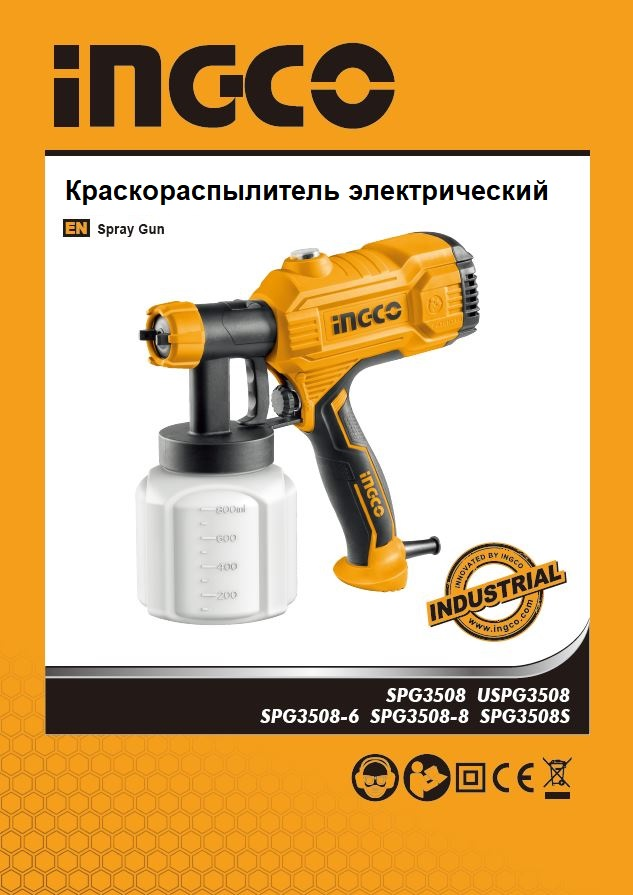 INGCO
Краскораспылитель электрический
EN Spray Gun
INGCO
INGCO
800ml
600
400
200
INNOVATED BY INGCO
INDUSTRIAL
www.ingco.com
SPG3508 USPG3508
SPG3508-6 SPG3508-8 SPG3508S
CE